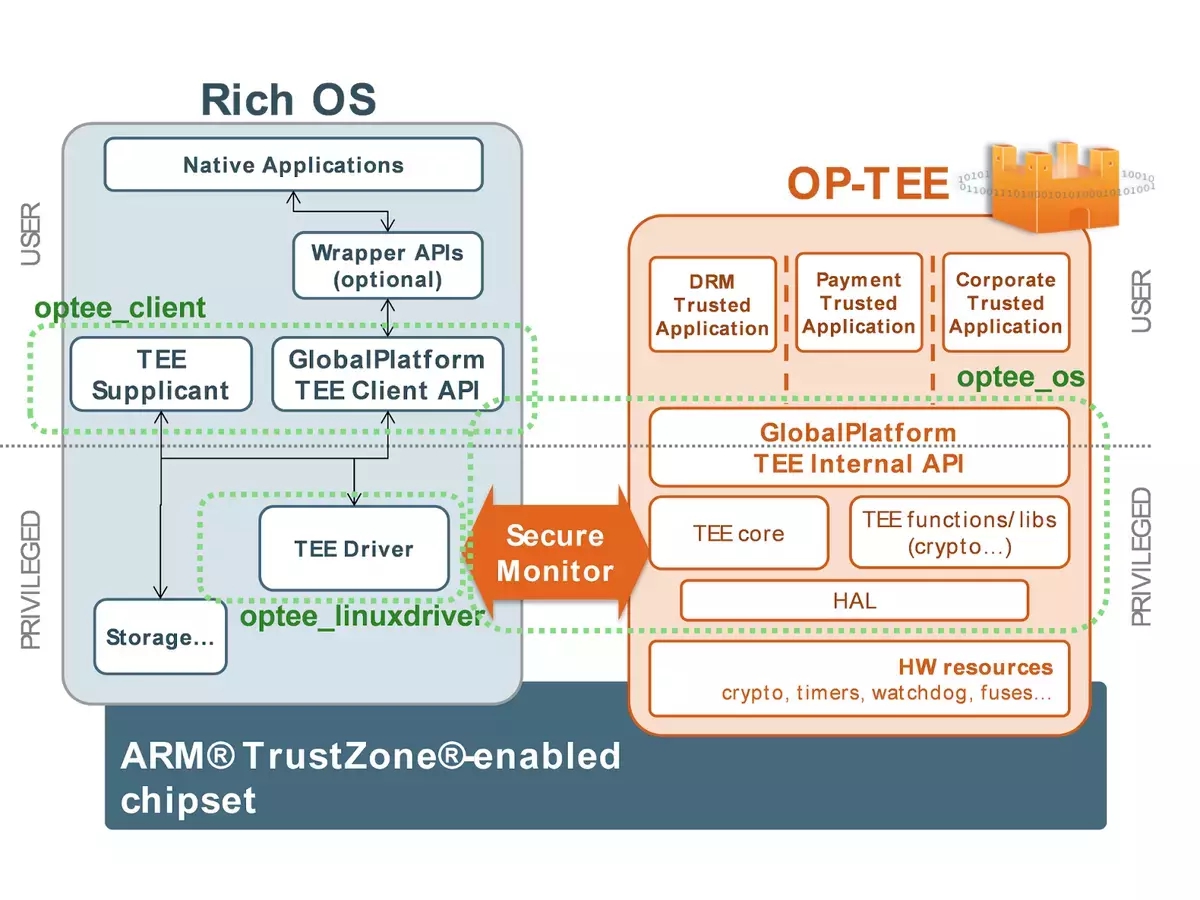 Rich OS
Native Applications
Wrapper APIs
(optional)
USER
optee_client
TEE
Supplicant
GlobalPlatform
TEE Client API
PRIVILEGED
TEE Driver
optee_linuxdriver
Storage...
Secure
Monitor
OP-TEE
10101
10010
011001110100010101000101010001
DRM
Trusted
Application
Payment
Trusted
Application
Corporate
Trusted
Application
USER
optee_os
GlobalPlatform
TEE Internal API
TEE core
TEE functions/libs
(crypto...)
PRIVILEGED
HAL
HW resources
crypto, timers, watchdog, fuses...
ARM® TrustZone®-enabled
chipset